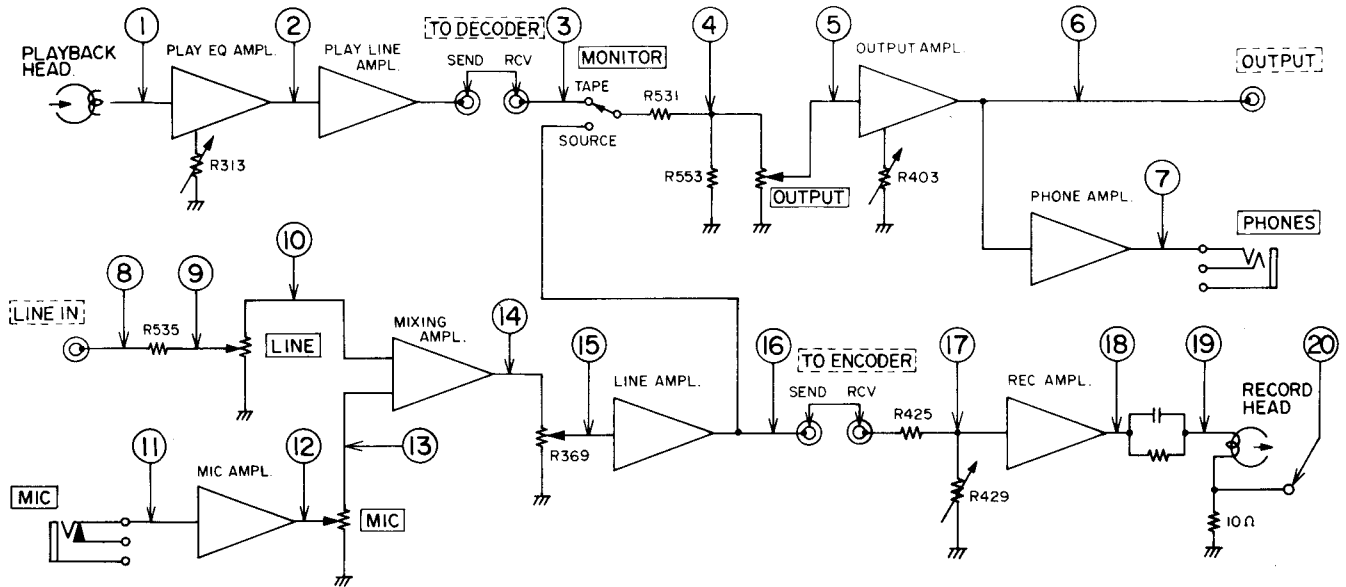 1
2
TO DECODER
3
4
5
6
PLAYBACK
HEAD.
PLAY EQ AMPL.
PLAY LINE
AMPL.
SEND
RCV
MONITOR
TAPE
SOURCE
R531
OUTPUT AMPL.
OUTPUT
R313
R553
OUTPUT
R403
PHONE AMPL.
7
PHONES
8
9
10
LINE IN
R535
LINE
MIXING
AMPL.
14
15
LINE AMPL.
16
TO ENCODER
SEND
RCV
17
R425
REC AMPL.
18
19
20
RECORD
HEAD
R369
R429
10Ω
11
MIC AMPL.
12
13
MIC
MIC